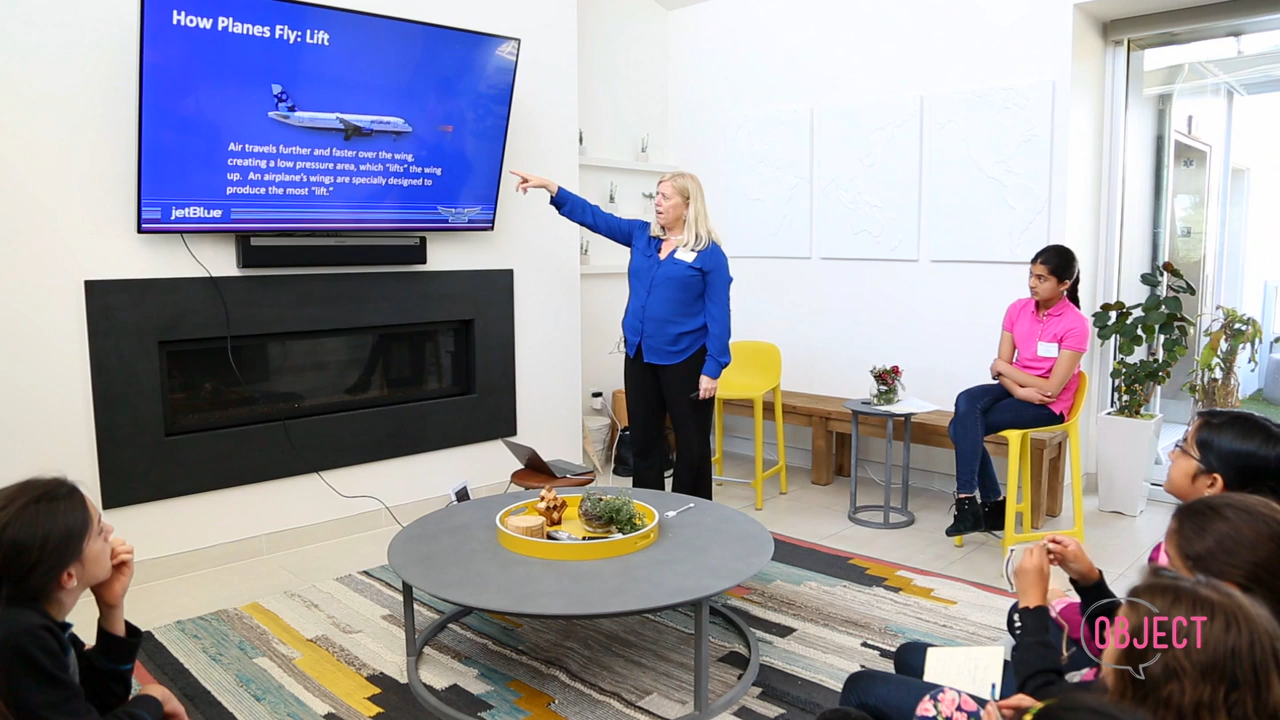 How Planes Fly: Lift
jetBlue
Air travels further and faster over the wing,
creating a low pressure area, which "lifts" the wing
up. An airplane's wings are specially designed to
produce the most "lift."
jetBlue
OBJECT